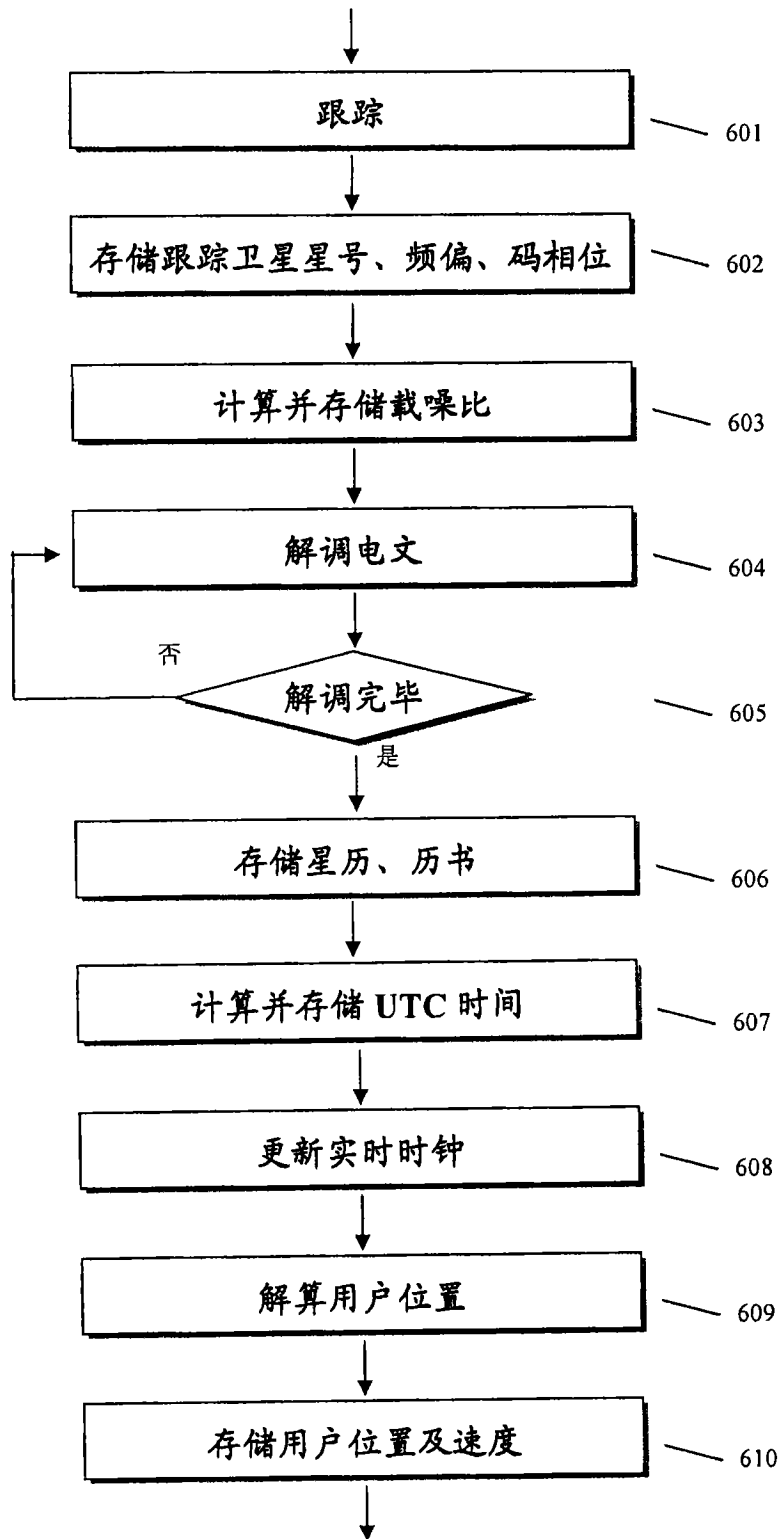 跟踪
601
存储跟踪卫星星号、频偏、码相位
602
计算并存储载噪比
603
解调电文
604
否
解调完毕
605
是
存储星历、历书
606
计算并存储 UTC 时间
607
更新实时时钟
608
解算用户位置
609
存储用户位置及速度
610